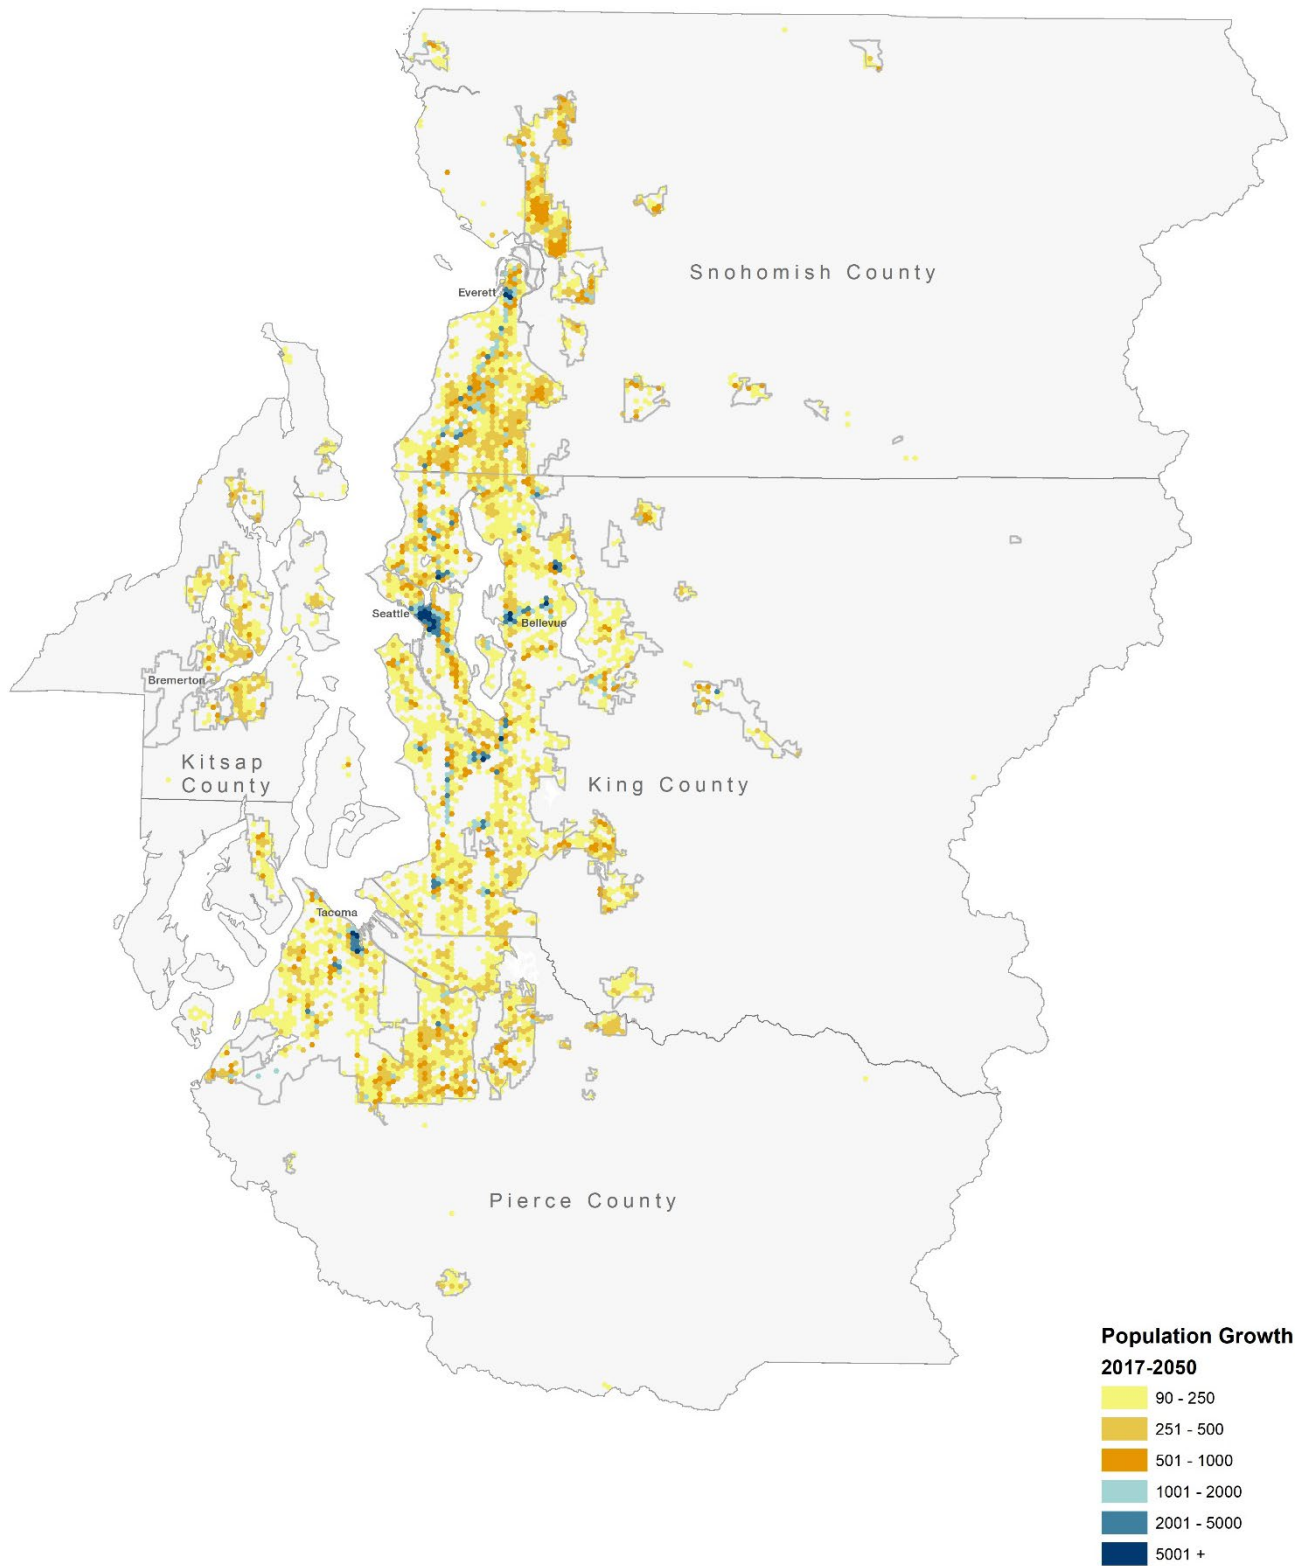 Snohomish County
Everett
Seattle
Bellevue
Bremerton
Kitsap
County
King County
Tacoma
Pierce County
Population Growth
2017-2050
90 - 250
251 - 500
501 - 1000
1001 - 2000
2001 - 5000
5001 +